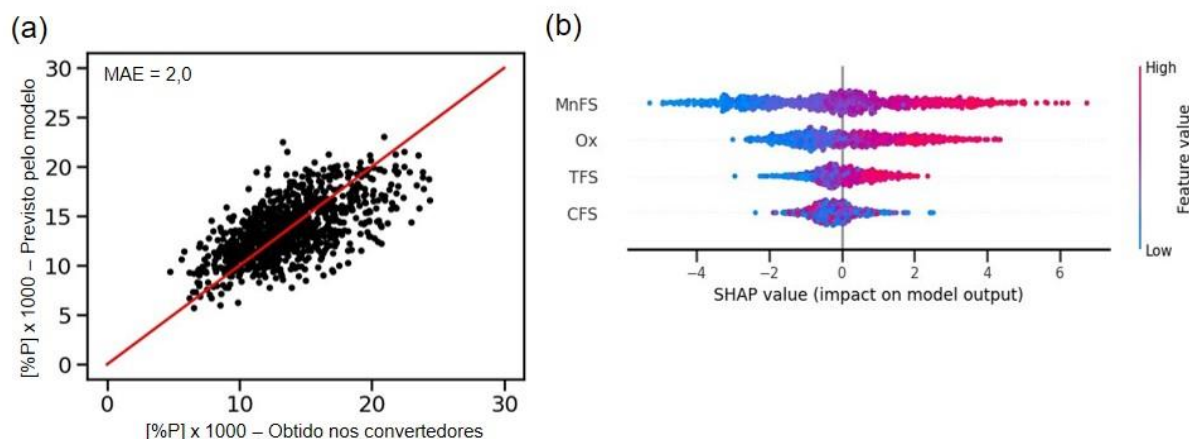 (a)
MAE = 2,0
[%P] x 1000 – Previsto pelo modelo
30
25
20
15
10
5
0
0 10 20 30
[%P] x 1000 – Obtido nos convertedores
(b)
MnFS
Ox
TFS
CFS
−4 −2 0 2 4 6
SHAP value (impact on model output)
High
Feature value
Low